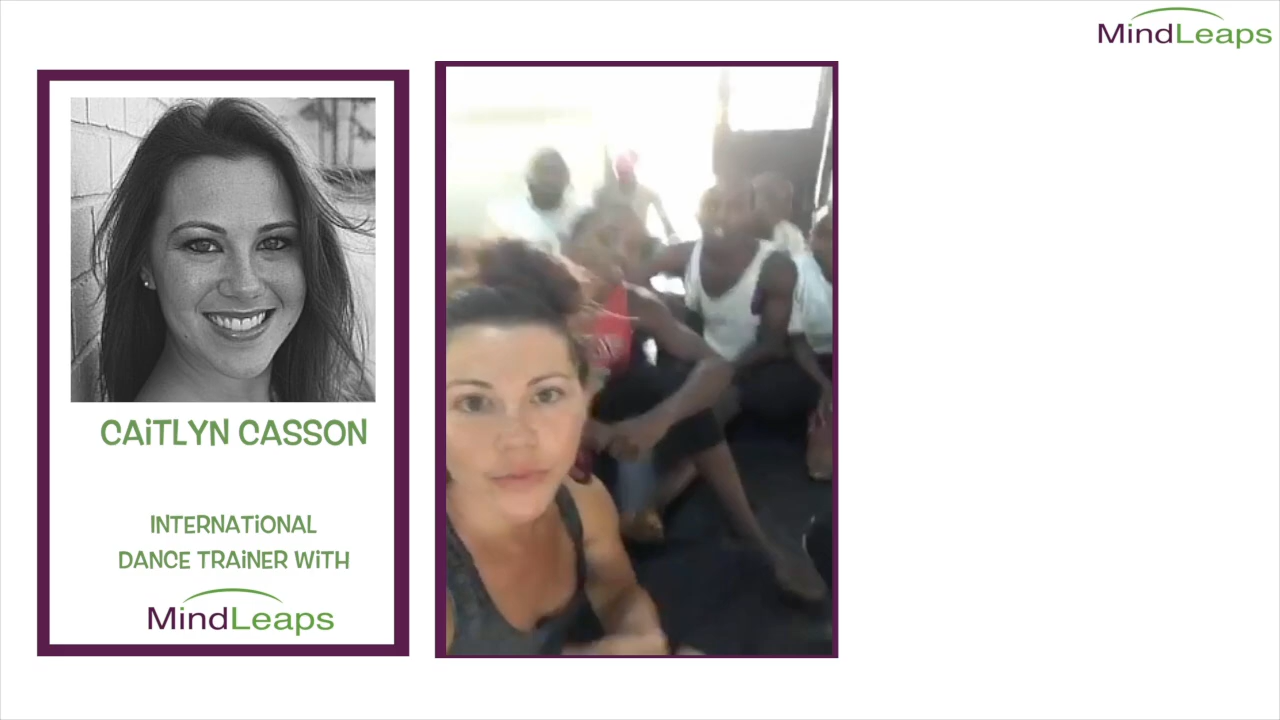 MindLeaps
CAiTLYN CASSON
INTERNATiONAL
DANCE TRAiNER WiTH
MindLeaps